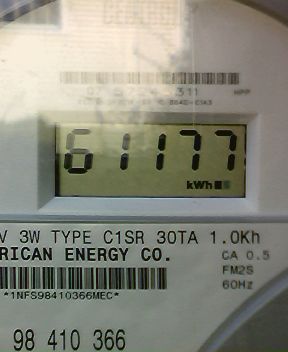 61177
kWh
V 3W TYPE C1SR 30TA 1.0Kh
RICAN ENERGY CO.
CA 0.5
FM2S
60Hz
*1NFS98410366MEC*
98 410 366